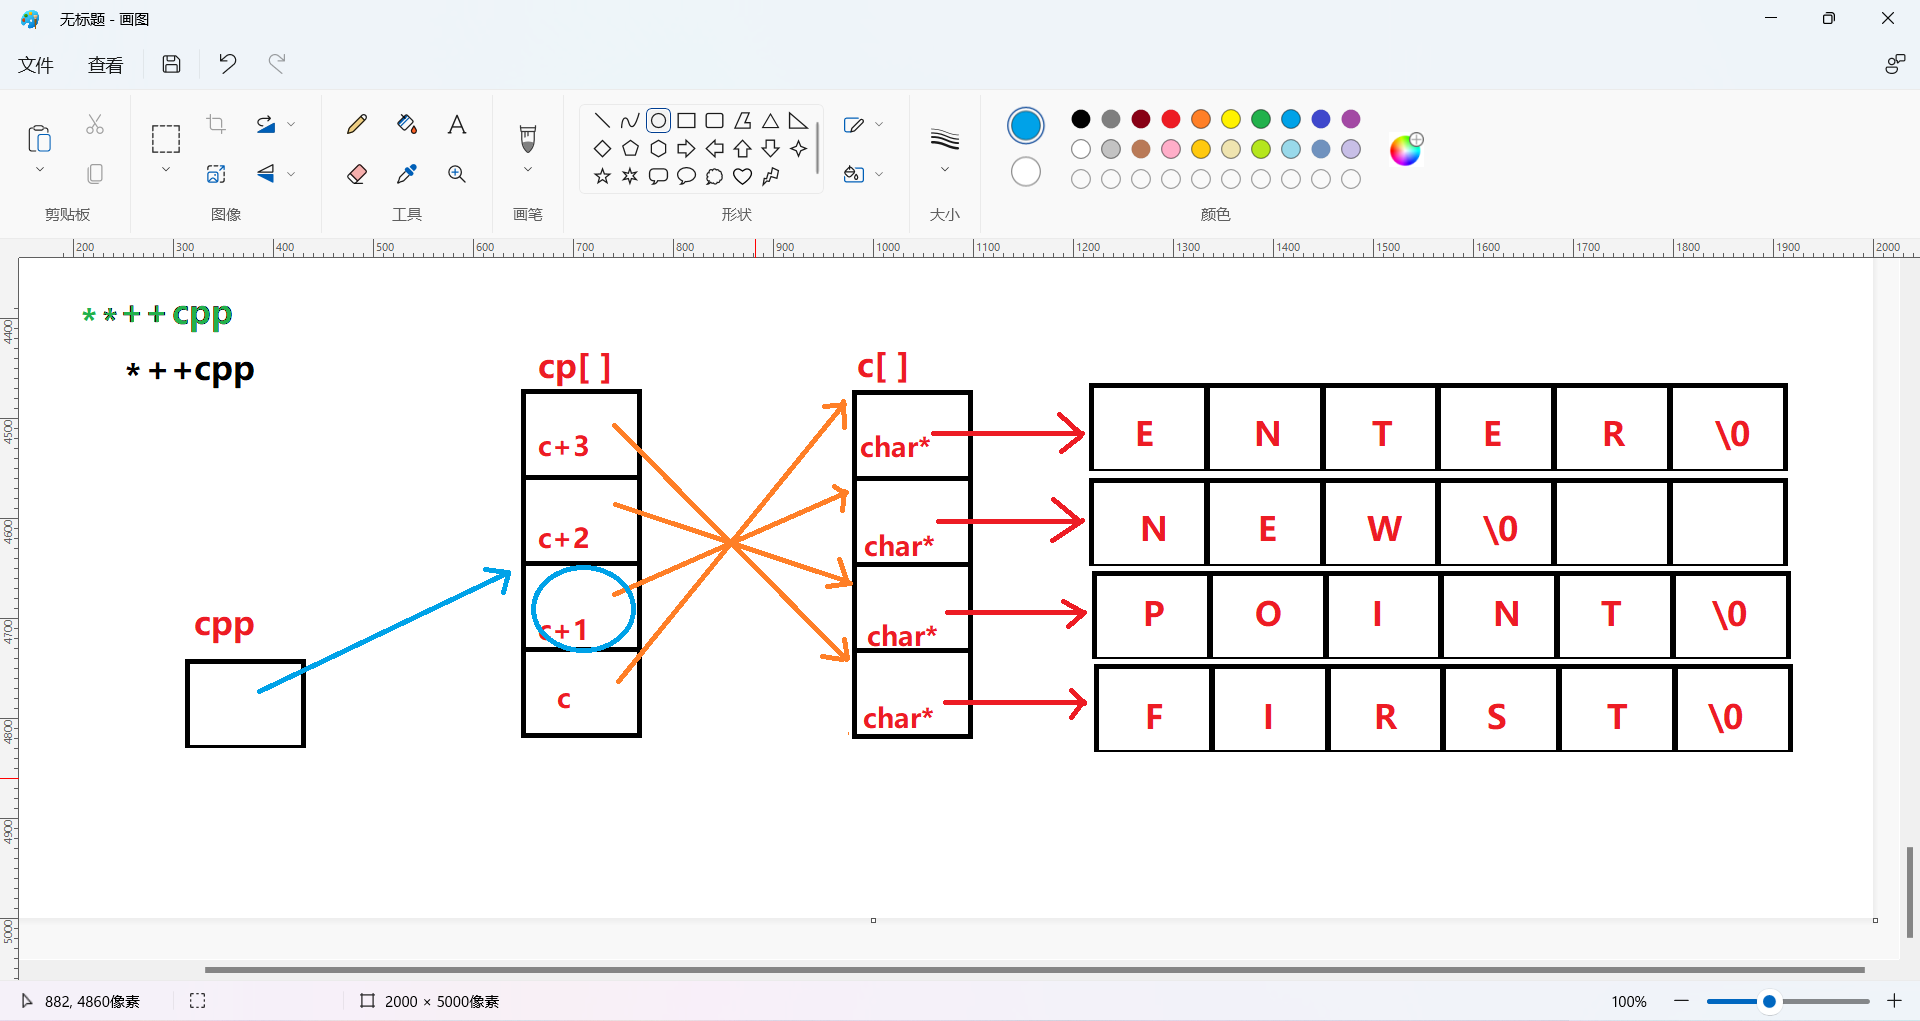 无标题 - 画图
文件 查看
剪贴板 图像 工具 画笔 形状 大小 颜色
200 300 400 500 600 700 800 900 1000 1100 1200 1300 1400 1500 1600 1700 1800 1900 2000
4400
4500
4600
4700
4800
4900
5000
**++cpp
*++cpp
cp[ ] c[ ]
c+3 char* E N T E R \0
c+2 char* N E W \0
cpp c+1 char* P O I N T \0
c char* F I R S T \0
882, 4860像素 2000 × 5000像素 100%